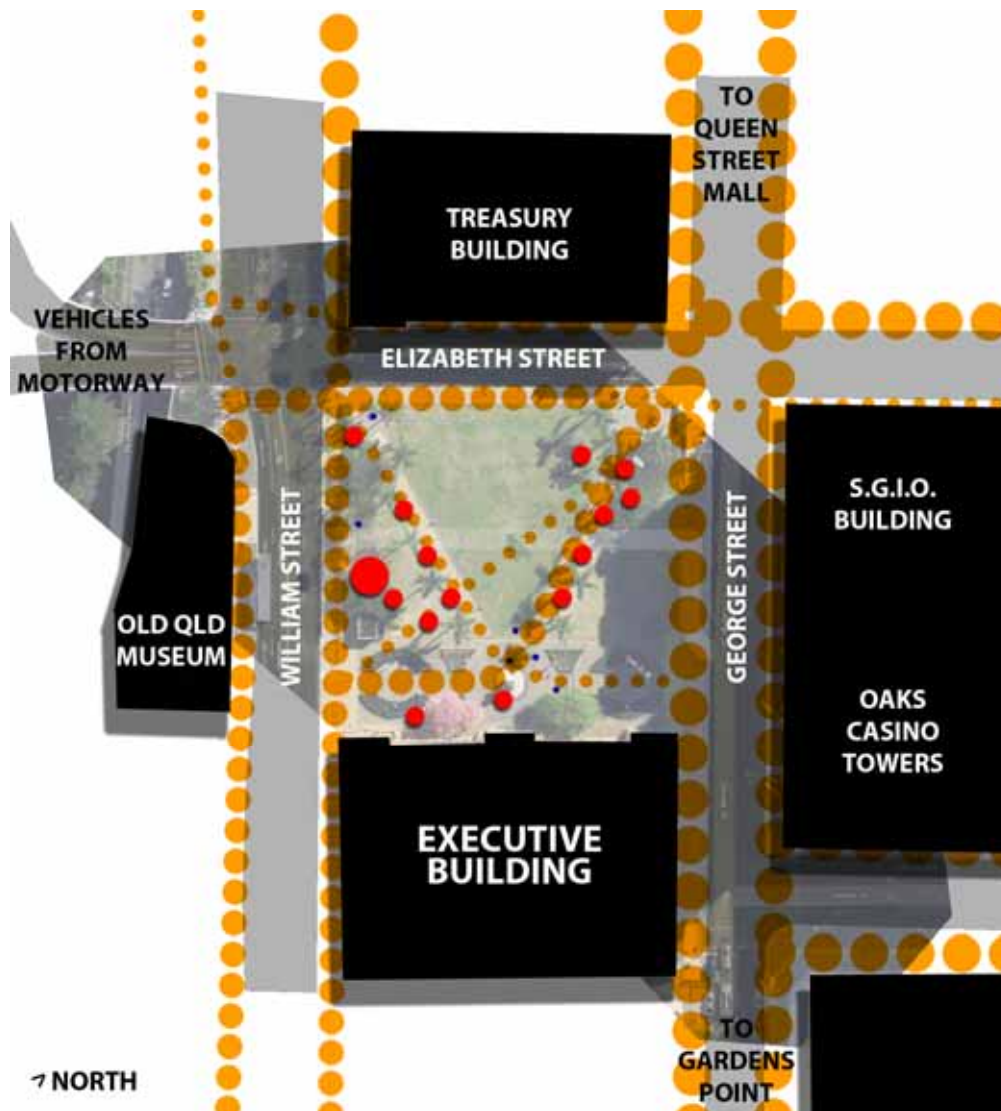 TO
QUEEN
STREET
MALL
TREASURY
BUILDING
VEHICLES
FROM
MOTORWAY
ELIZABETH STREET
S.G.I.O.
BUILDING
WILLIAM STREET
GEORGE STREET
OLD QLD
MUSEUM
OAKS
CASINO
TOWERS
EXECUTIVE
BUILDING
TO
GARDENS
POINT
NORTH